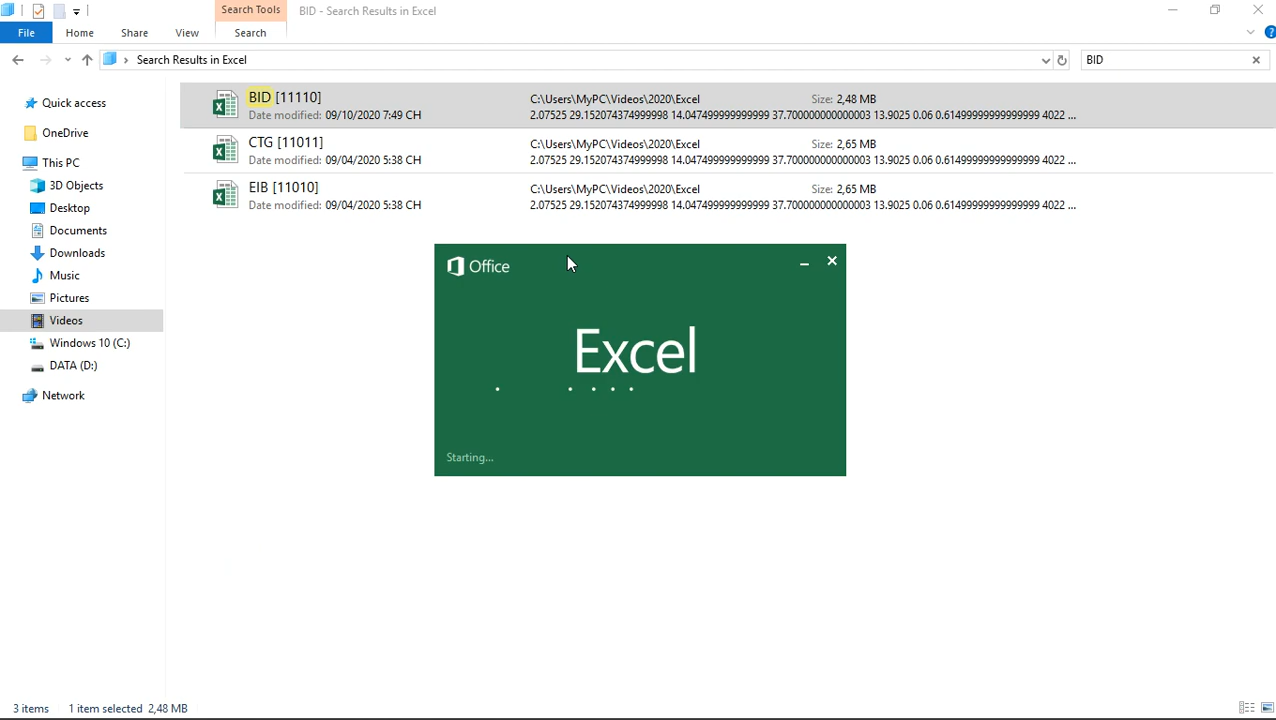 Search Tools
BID - Search Results in Excel
File
Home
Share
View
Search
?
Search Results in Excel
BID
Quick access
OneDrive
This PC
3D Objects
Desktop
Documents
Downloads
Music
Pictures
Videos
Windows 10 (C:)
DATA (D:)
Network
BID [11110]
Date modified: 09/10/2020 7:49 CH
C:\Users\MyPC\Videos\2020\Excel
Size: 2,48 MB
2.07525 29.152074374999998 14.047499999999999 37.700000000000003 13.9025 0.06 0.61499999999999999 4022 ...
CTG [11011]
Date modified: 09/04/2020 5:38 CH
C:\Users\MyPC\Videos\2020\Excel
Size: 2,65 MB
2.07525 29.152074374999998 14.047499999999999 37.700000000000003 13.9025 0.06 0.61499999999999999 4022 ...
EIB [11010]
Date modified: 09/04/2020 5:38 CH
C:\Users\MyPC\Videos\2020\Excel
Size: 2,65 MB
2.07525 29.152074374999998 14.047499999999999 37.700000000000003 13.9025 0.06 0.61499999999999999 4022 ...
Office
Excel
Starting...
3 items
1 item selected 2,48 MB